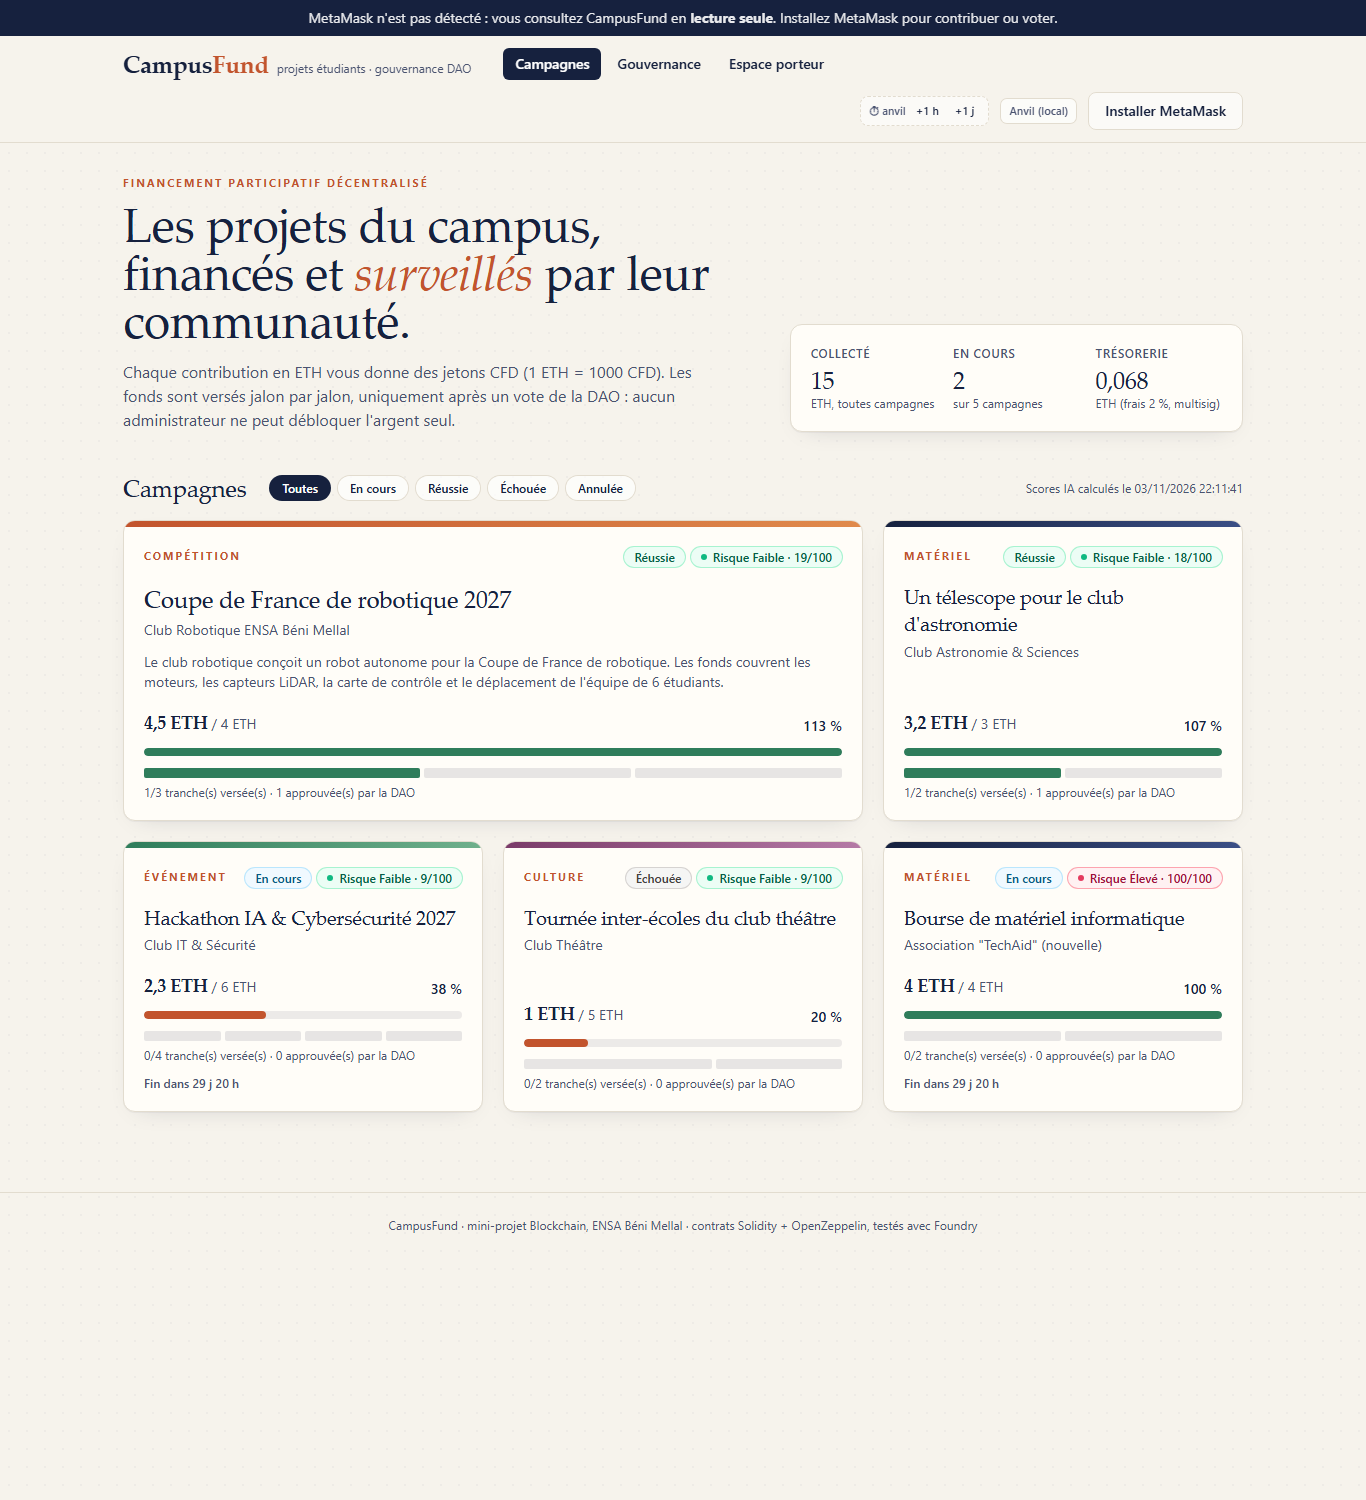 MetaMask n'est pas détecté : vous consultez CampusFund en lecture seule. Installez MetaMask pour contribuer ou voter.
CampusFund projets étudiants · gouvernance DAO
Campagnes
Gouvernance
Espace porteur
⏱ anvil +1 h +1 j
Anvil (local)
Installer MetaMask
FINANCEMENT PARTICIPATIF DÉCENTRALISÉ
Les projets du campus,
financés et surveillés par leur
communauté.
Chaque contribution en ETH vous donne des jetons CFD (1 ETH = 1000 CFD). Les
fonds sont versés jalon par jalon, uniquement après un vote de la DAO : aucun
administrateur ne peut débloquer l'argent seul.
COLLECTÉ
15
ETH, toutes campagnes
EN COURS
2
sur 5 campagnes
TRÉSORERIE
0,068
ETH (frais 2 %, multisig)
Campagnes
Toutes
En cours
Réussie
Échouée
Annulée
Scores IA calculés le 03/11/2026 22:11:41
COMPÉTITION
Réussie
Risque Faible · 19/100
Coupe de France de robotique 2027
Club Robotique ENSA Béni Mellal
Le club robotique conçoit un robot autonome pour la Coupe de France de robotique. Les fonds couvrent les
moteurs, les capteurs LiDAR, la carte de contrôle et le déplacement de l'équipe de 6 étudiants.
4,5 ETH / 4 ETH
113 %
1/3 tranche(s) versée(s) · 1 approuvée(s) par la DAO
MATÉRIEL
Réussie
Risque Faible · 18/100
Un télescope pour le club
d'astronomie
Club Astronomie & Sciences
3,2 ETH / 3 ETH
107 %
1/2 tranche(s) versée(s) · 1 approuvée(s) par la DAO
ÉVÉNEMENT
En cours
Risque Faible · 9/100
Hackathon IA & Cybersécurité 2027
Club IT & Sécurité
2,3 ETH / 6 ETH
38 %
0/4 tranche(s) versée(s) · 0 approuvée(s) par la DAO
Fin dans 29 j 20 h
CULTURE
Échouée
Risque Faible · 9/100
Tournée inter-écoles du club théâtre
Club Théâtre
1 ETH / 5 ETH
20 %
0/2 tranche(s) versée(s) · 0 approuvée(s) par la DAO
MATÉRIEL
En cours
Risque Élevé · 100/100
Bourse de matériel informatique
Association "TechAid" (nouvelle)
4 ETH / 4 ETH
100 %
0/2 tranche(s) versée(s) · 0 approuvée(s) par la DAO
Fin dans 29 j 20 h
CampusFund · mini-projet Blockchain, ENSA Béni Mellal · contrats Solidity + OpenZeppelin, testés avec Foundry